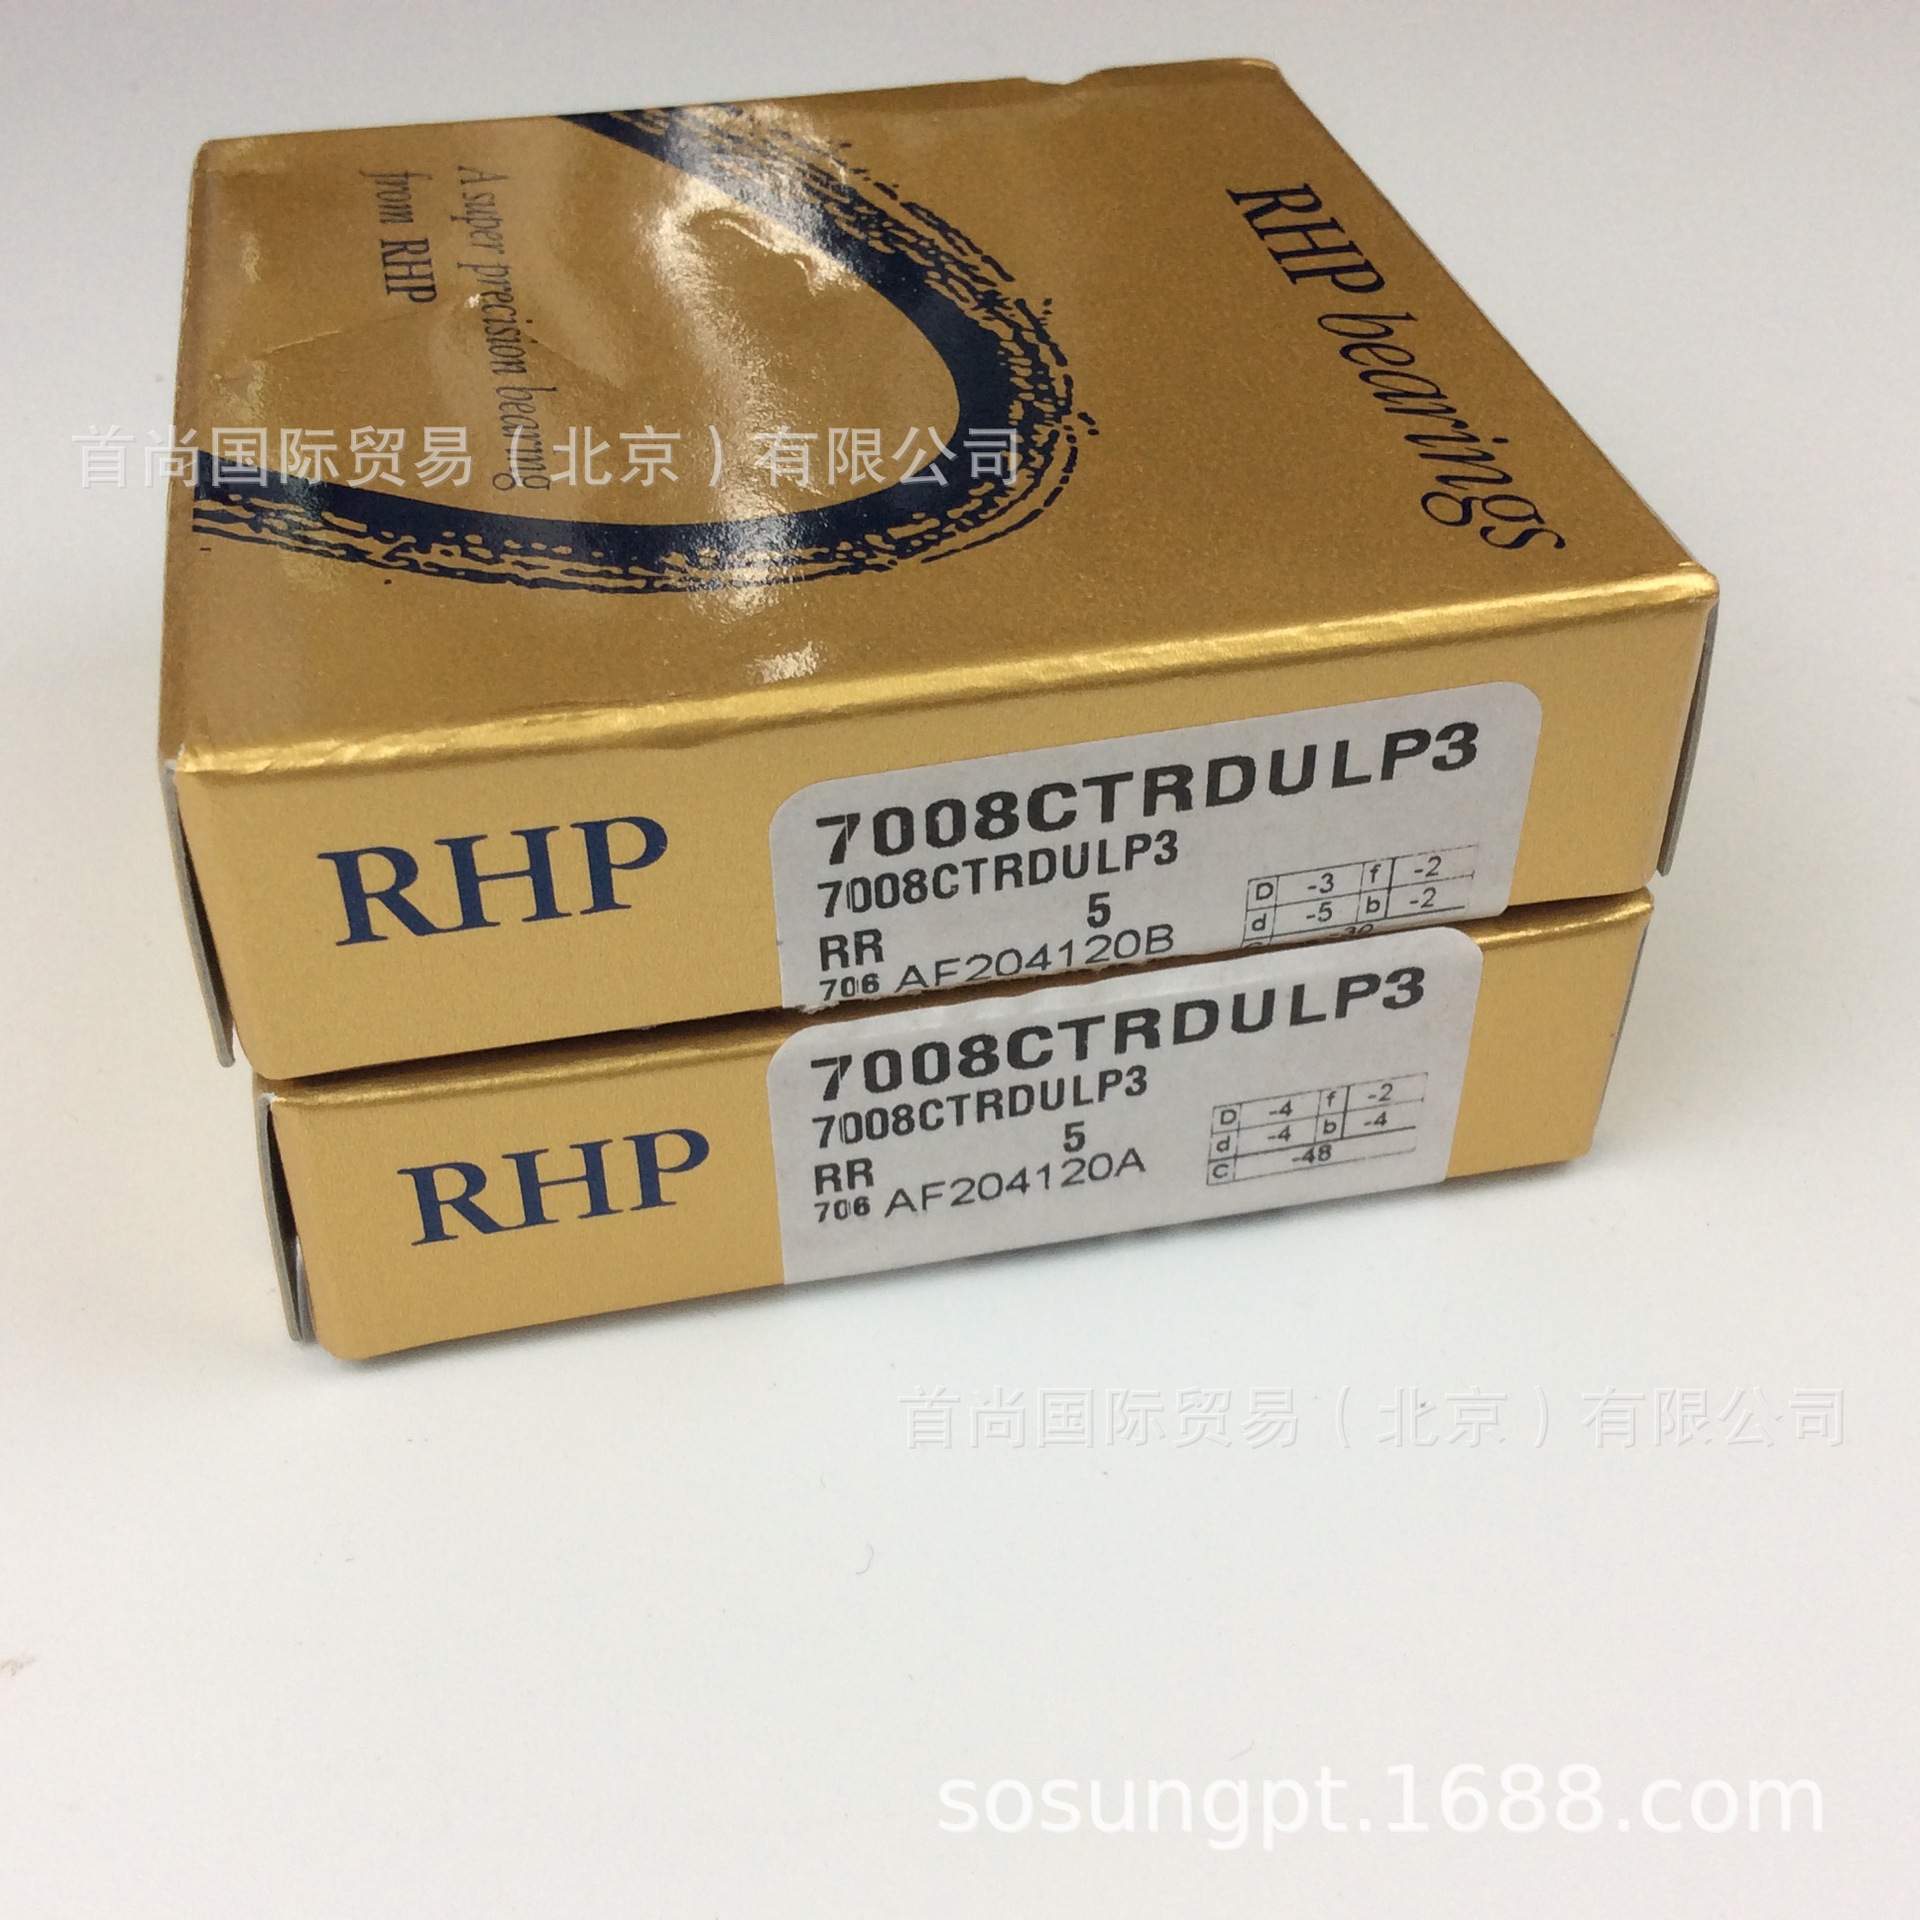 RHP bearings
A super precision bearing
from RHP
首尚国际贸易（北京）有限公司
RHP
7008CTRDULP3
7008CTRDULP3
5
RR
706 AF204120B
D -3 f -2
d -5 b -2
RHP
7008CTRDULP3
7008CTRDULP3
5
RR
706 AF204120A
D -4 f -2
d -4 b -4
C -48
首尚国际贸易（北京）有限公司
sosungpt.1688.com